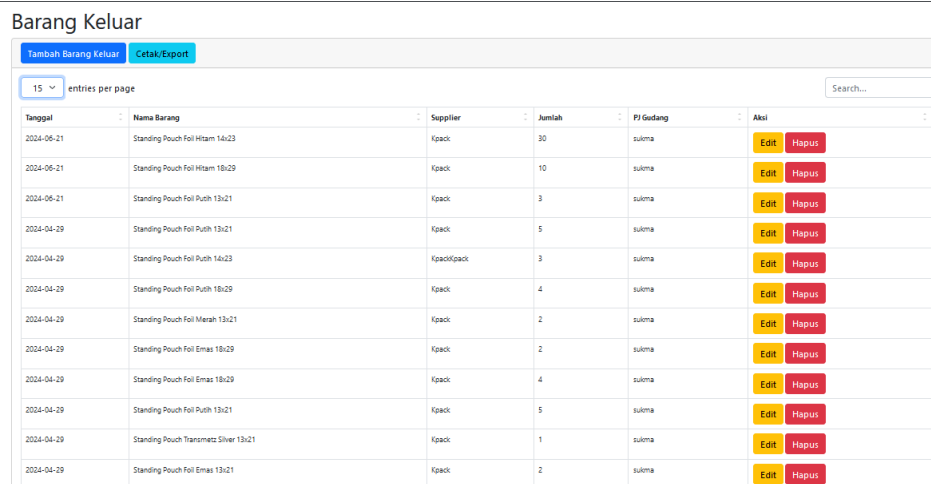 Barang Keluar
Tambah Barang Keluar Cetak/Export
15 entries per page Search...
Tanggal Nama Barang Supplier Jumlah PJ Gudang Aksi
2024-06-21 Standing Pouch Foil Hitam 14x23 Kpack 30 sukma Edit Hapus
2024-06-21 Standing Pouch Foil Hitam 18x29 Kpack 10 sukma Edit Hapus
2024-06-21 Standing Pouch Foil Putih 13x21 Kpack 3 sukma Edit Hapus
2024-04-29 Standing Pouch Foil Putih 13x21 Kpack 5 sukma Edit Hapus
2024-04-29 Standing Pouch Foil Putih 14x23 KpackKpack 3 sukma Edit Hapus
2024-04-29 Standing Pouch Foil Putih 18x29 Kpack 4 sukma Edit Hapus
2024-04-29 Standing Pouch Foil Merah 13x21 Kpack 2 sukma Edit Hapus
2024-04-29 Standing Pouch Foil Emas 18x29 Kpack 2 sukma Edit Hapus
2024-04-29 Standing Pouch Foil Emas 18x29 Kpack 4 sukma Edit Hapus
2024-04-29 Standing Pouch Foil Putih 13x21 Kpack 5 sukma Edit Hapus
2024-04-29 Standing Pouch Transmetz Silver 13x21 Kpack 1 sukma Edit Hapus
2024-04-29 Standing Pouch Foil Emas 13x21 Kpack 2 sukma Edit Hapus